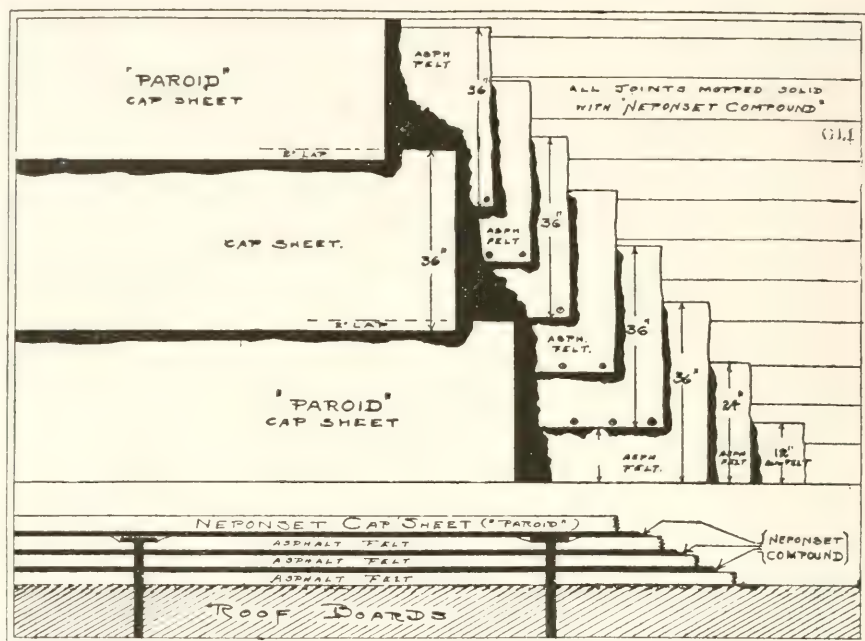 "PAROID"
CAP SHEET
ASPH
FELT
36"
ALL JOINTS MOPPED SOLID
WITH "NEPONSET COMPOUND"
2" LAP
CAP SHEET.
36"
ASPH
FELT
36"
2" LAP
ASPH.
FELT.
36"
36"
"PAROID"
CAP SHEET
ASPH
FELT.
24"
ASPH
FELT
12"
FELT
NEPONSET CAP SHEET ("PAROID")
ASPHALT FELT
ASPHALT FELT
ASPHALT FELT
NEPONSET
COMPOUND
ROOF BOARDS